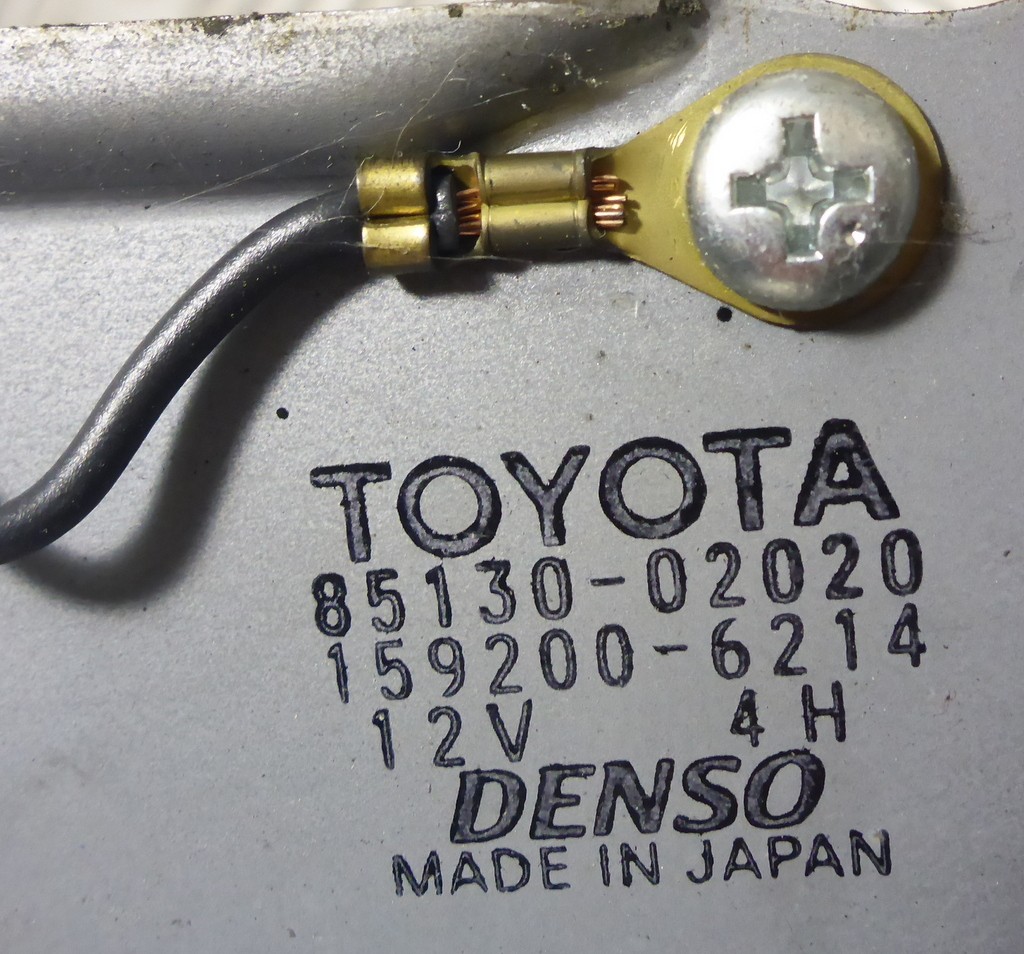 TOYOTA
85130-02020
159200-6214
12V 4H
DENSO
MADE IN JAPAN